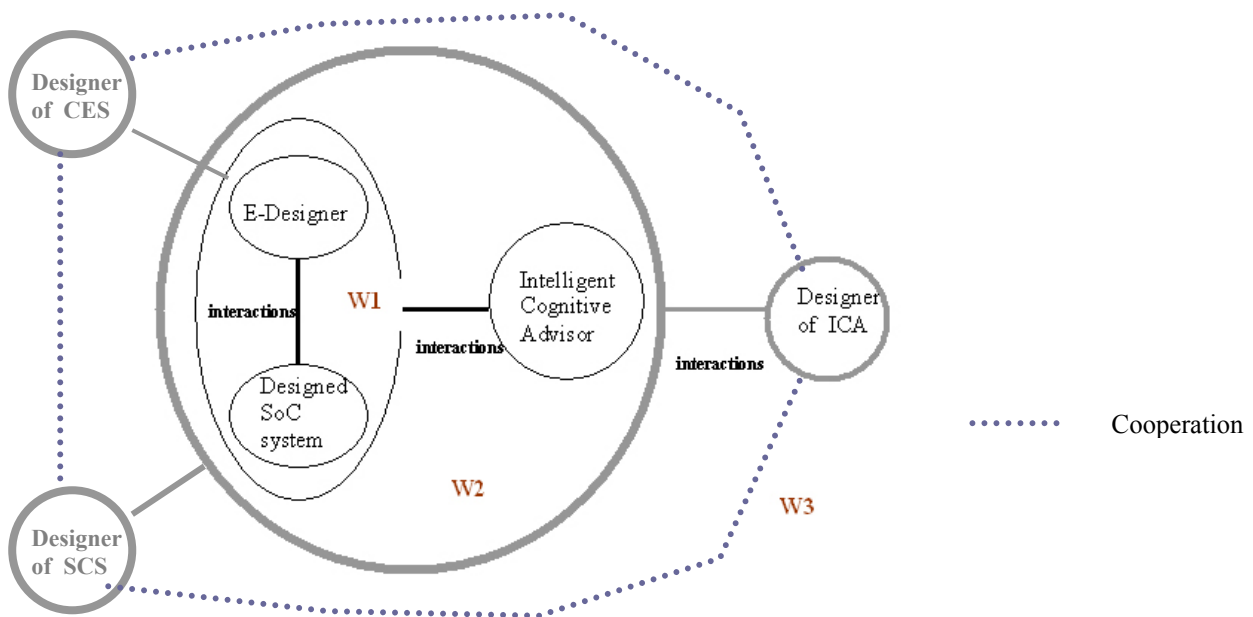 Designer
of CES
E-Designer
interactions
W1
Designed
SoC
system
interactions
Intelligent
Cognitive
Advisor
W2
interactions
Designer
of ICA
W3
Cooperation
Designer
of SCS